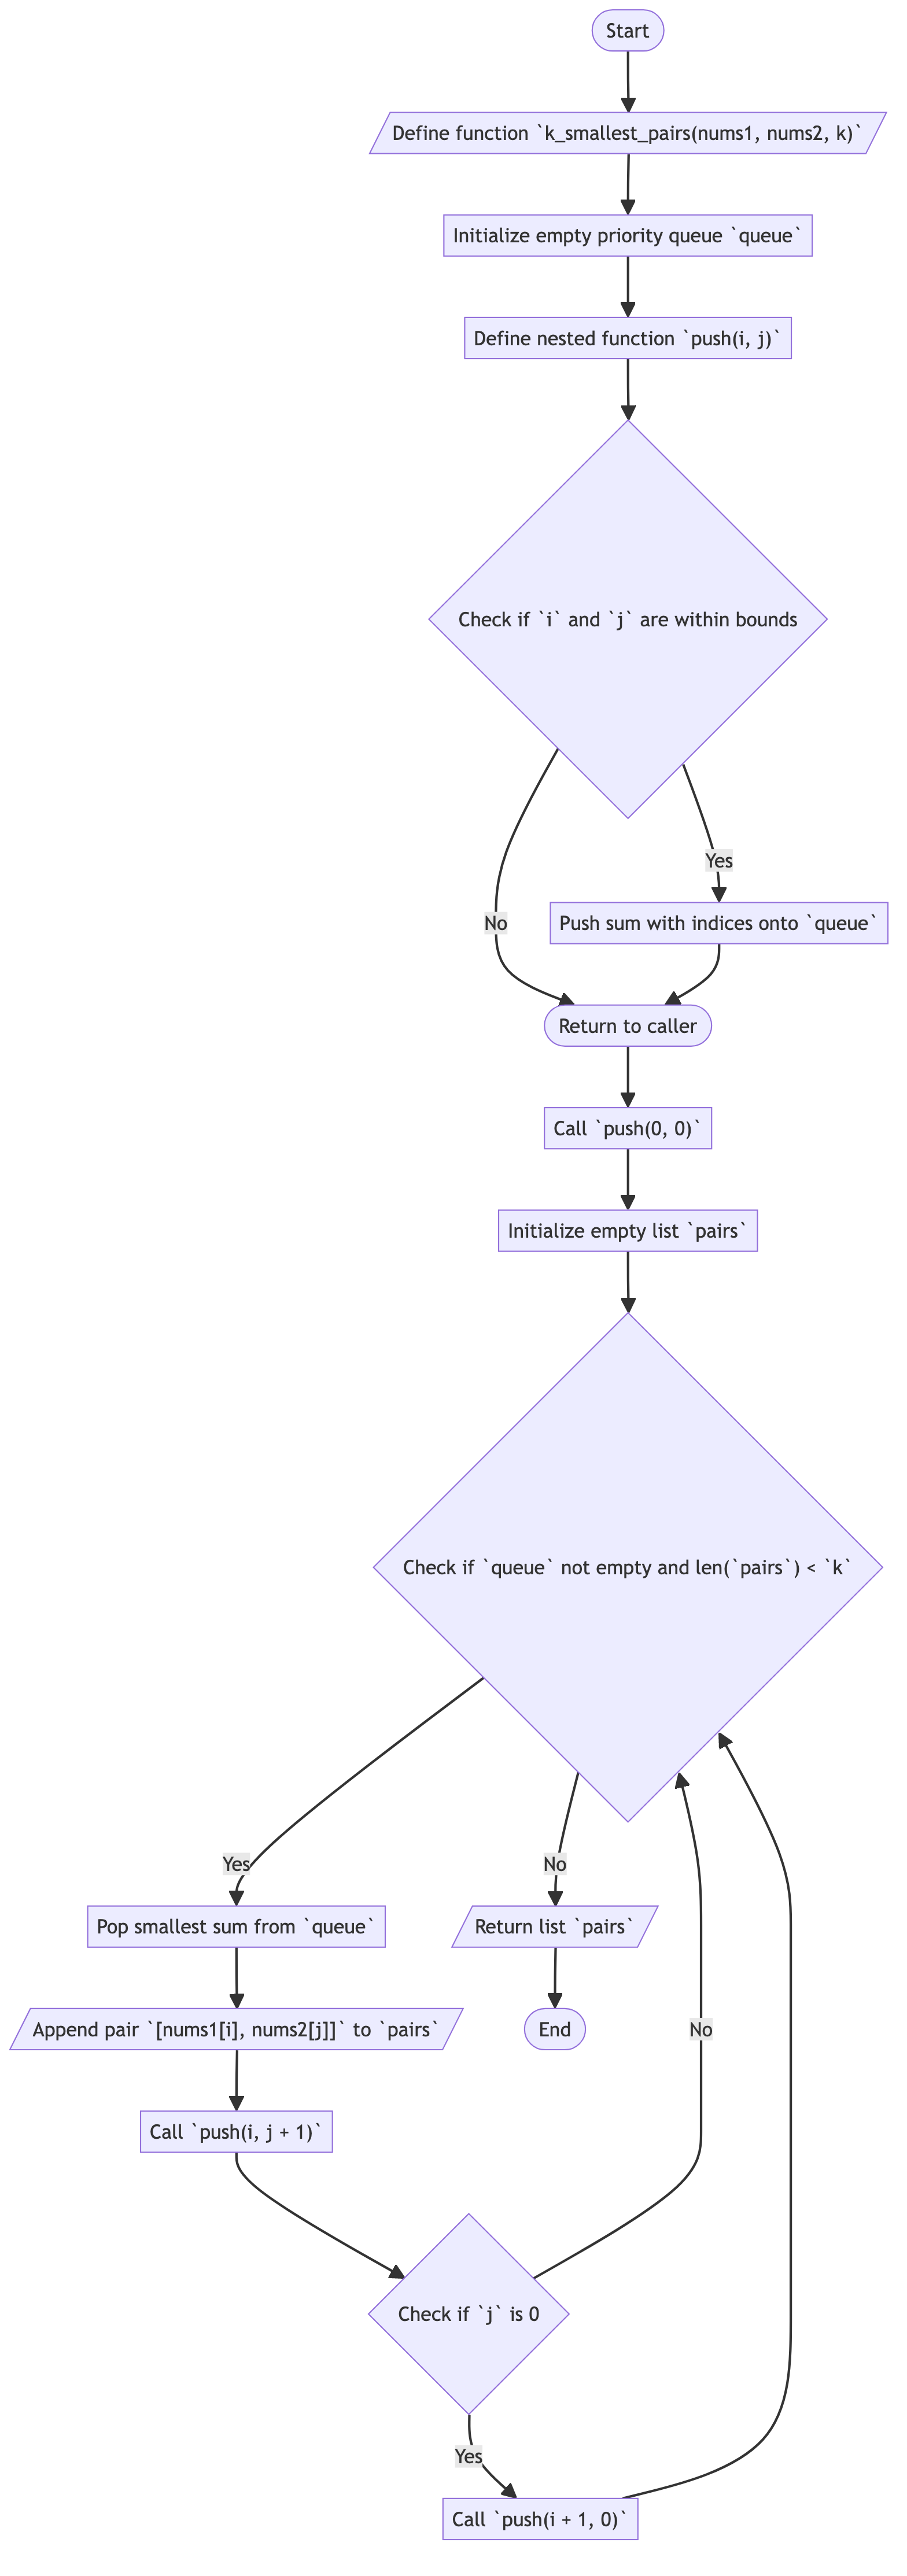 Start
Define function `k_smallest_pairs(nums1, nums2, k)`
Initialize empty priority queue `queue`
Define nested function `push(i, j)`
Check if `i` and `j` are within bounds
Yes
No
Push sum with indices onto `queue`
Return to caller
Call `push(0, 0)`
Initialize empty list `pairs`
Check if `queue` not empty and len(`pairs`) < `k`
Yes
No
Pop smallest sum from `queue`
Return list `pairs`
Append pair `[nums1[i], nums2[j]]` to `pairs`
End
No
Call `push(i, j + 1)`
Check if `j` is 0
Yes
Call `push(i + 1, 0)`